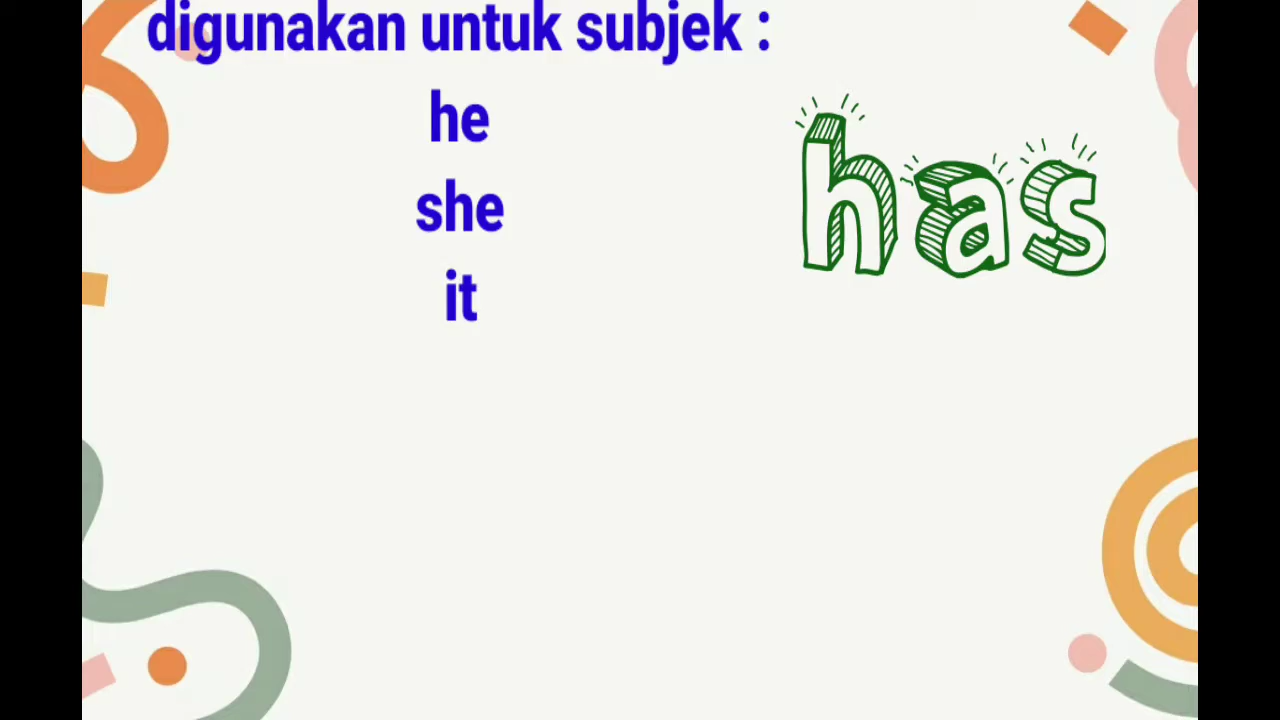 digunakan untuk subjek :
he
she
it
has